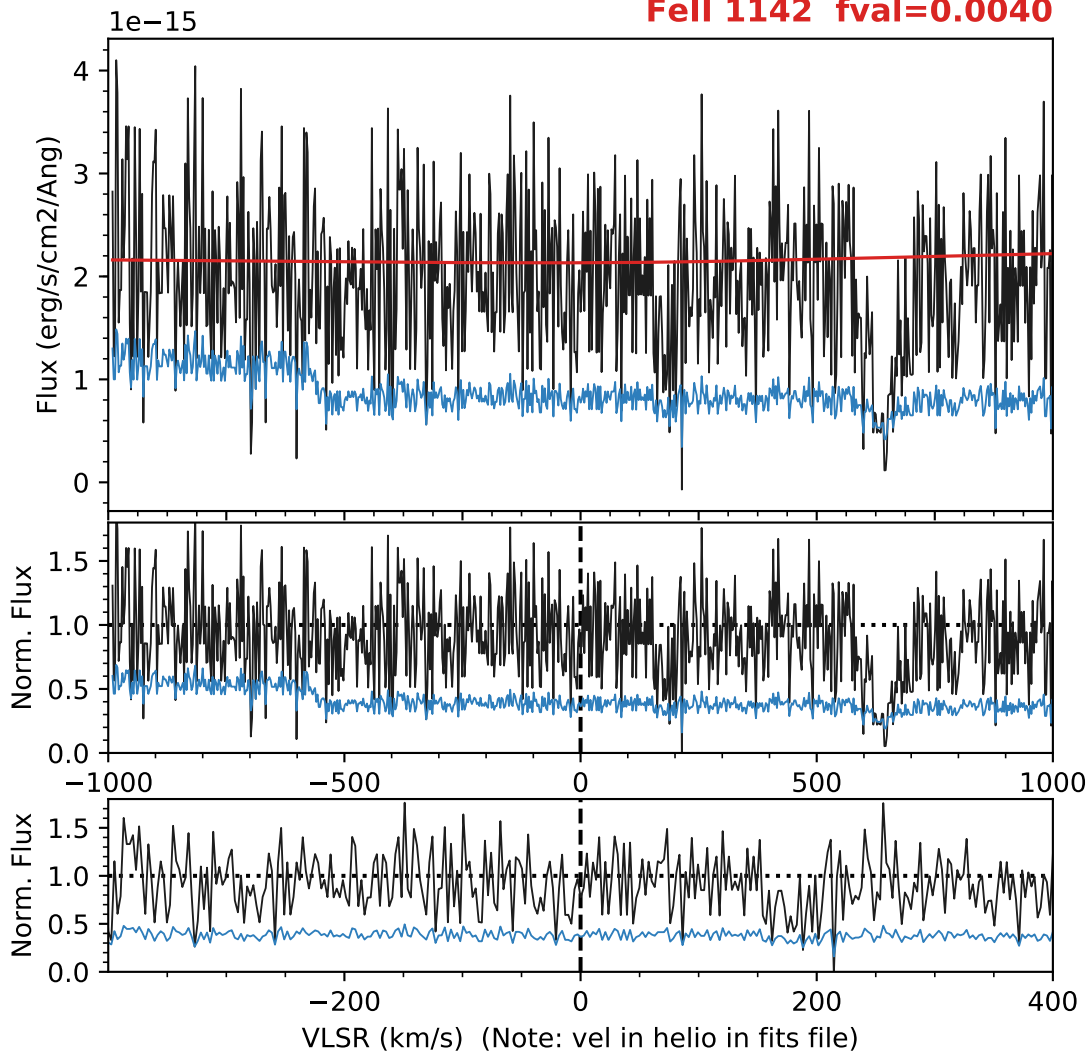 FeII 1142  fval=0.0040
1e−15
Flux (erg/s/cm2/Ang)
4
3
2
1
0
Norm. Flux
1.5
1.0
0.5
0.0
−1000 −500 0 500 1000
Norm. Flux
1.5
1.0
0.5
0.0
−200 0 200 400
VLSR (km/s)  (Note: vel in helio in fits file)